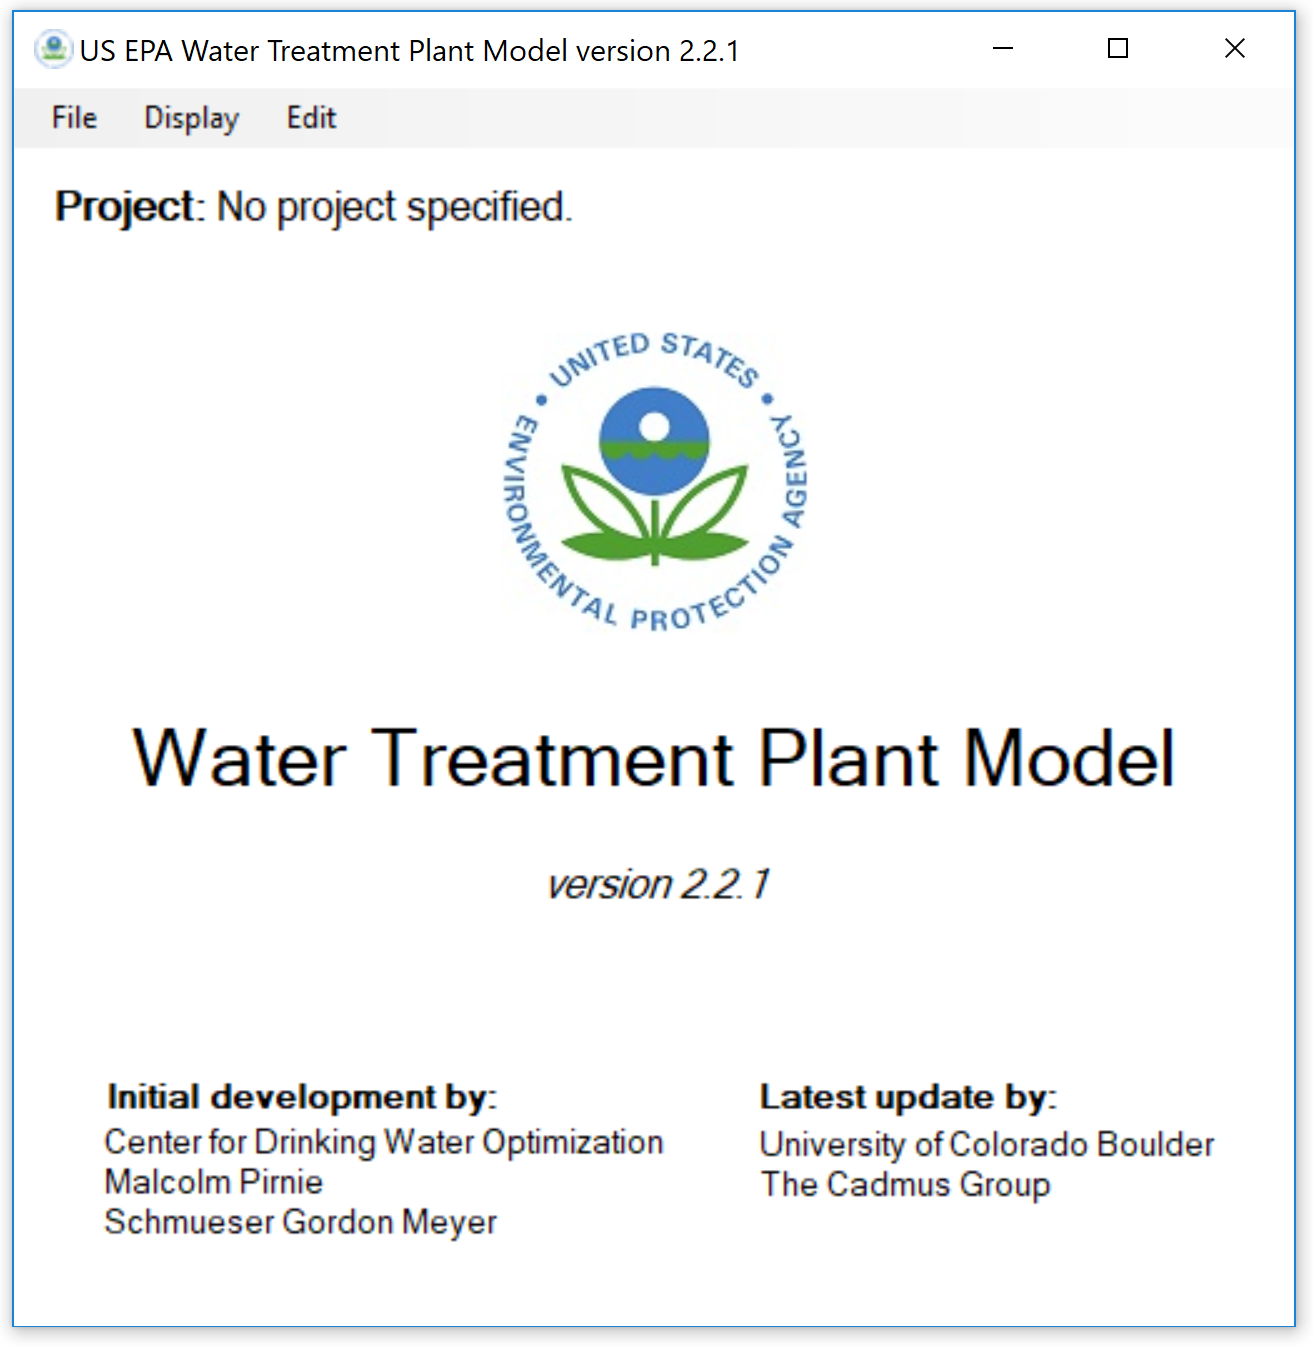 US EPA Water Treatment Plant Model version 2.2.1
File Display Edit
Project: No project specified.
UNITED STATES • ENVIRONMENTAL PROTECTION AGENCY •
Water Treatment Plant Model
version 2.2.1
Initial development by:
Center for Drinking Water Optimization
Malcolm Pirnie
Schmueser Gordon Meyer
Latest update by:
University of Colorado Boulder
The Cadmus Group